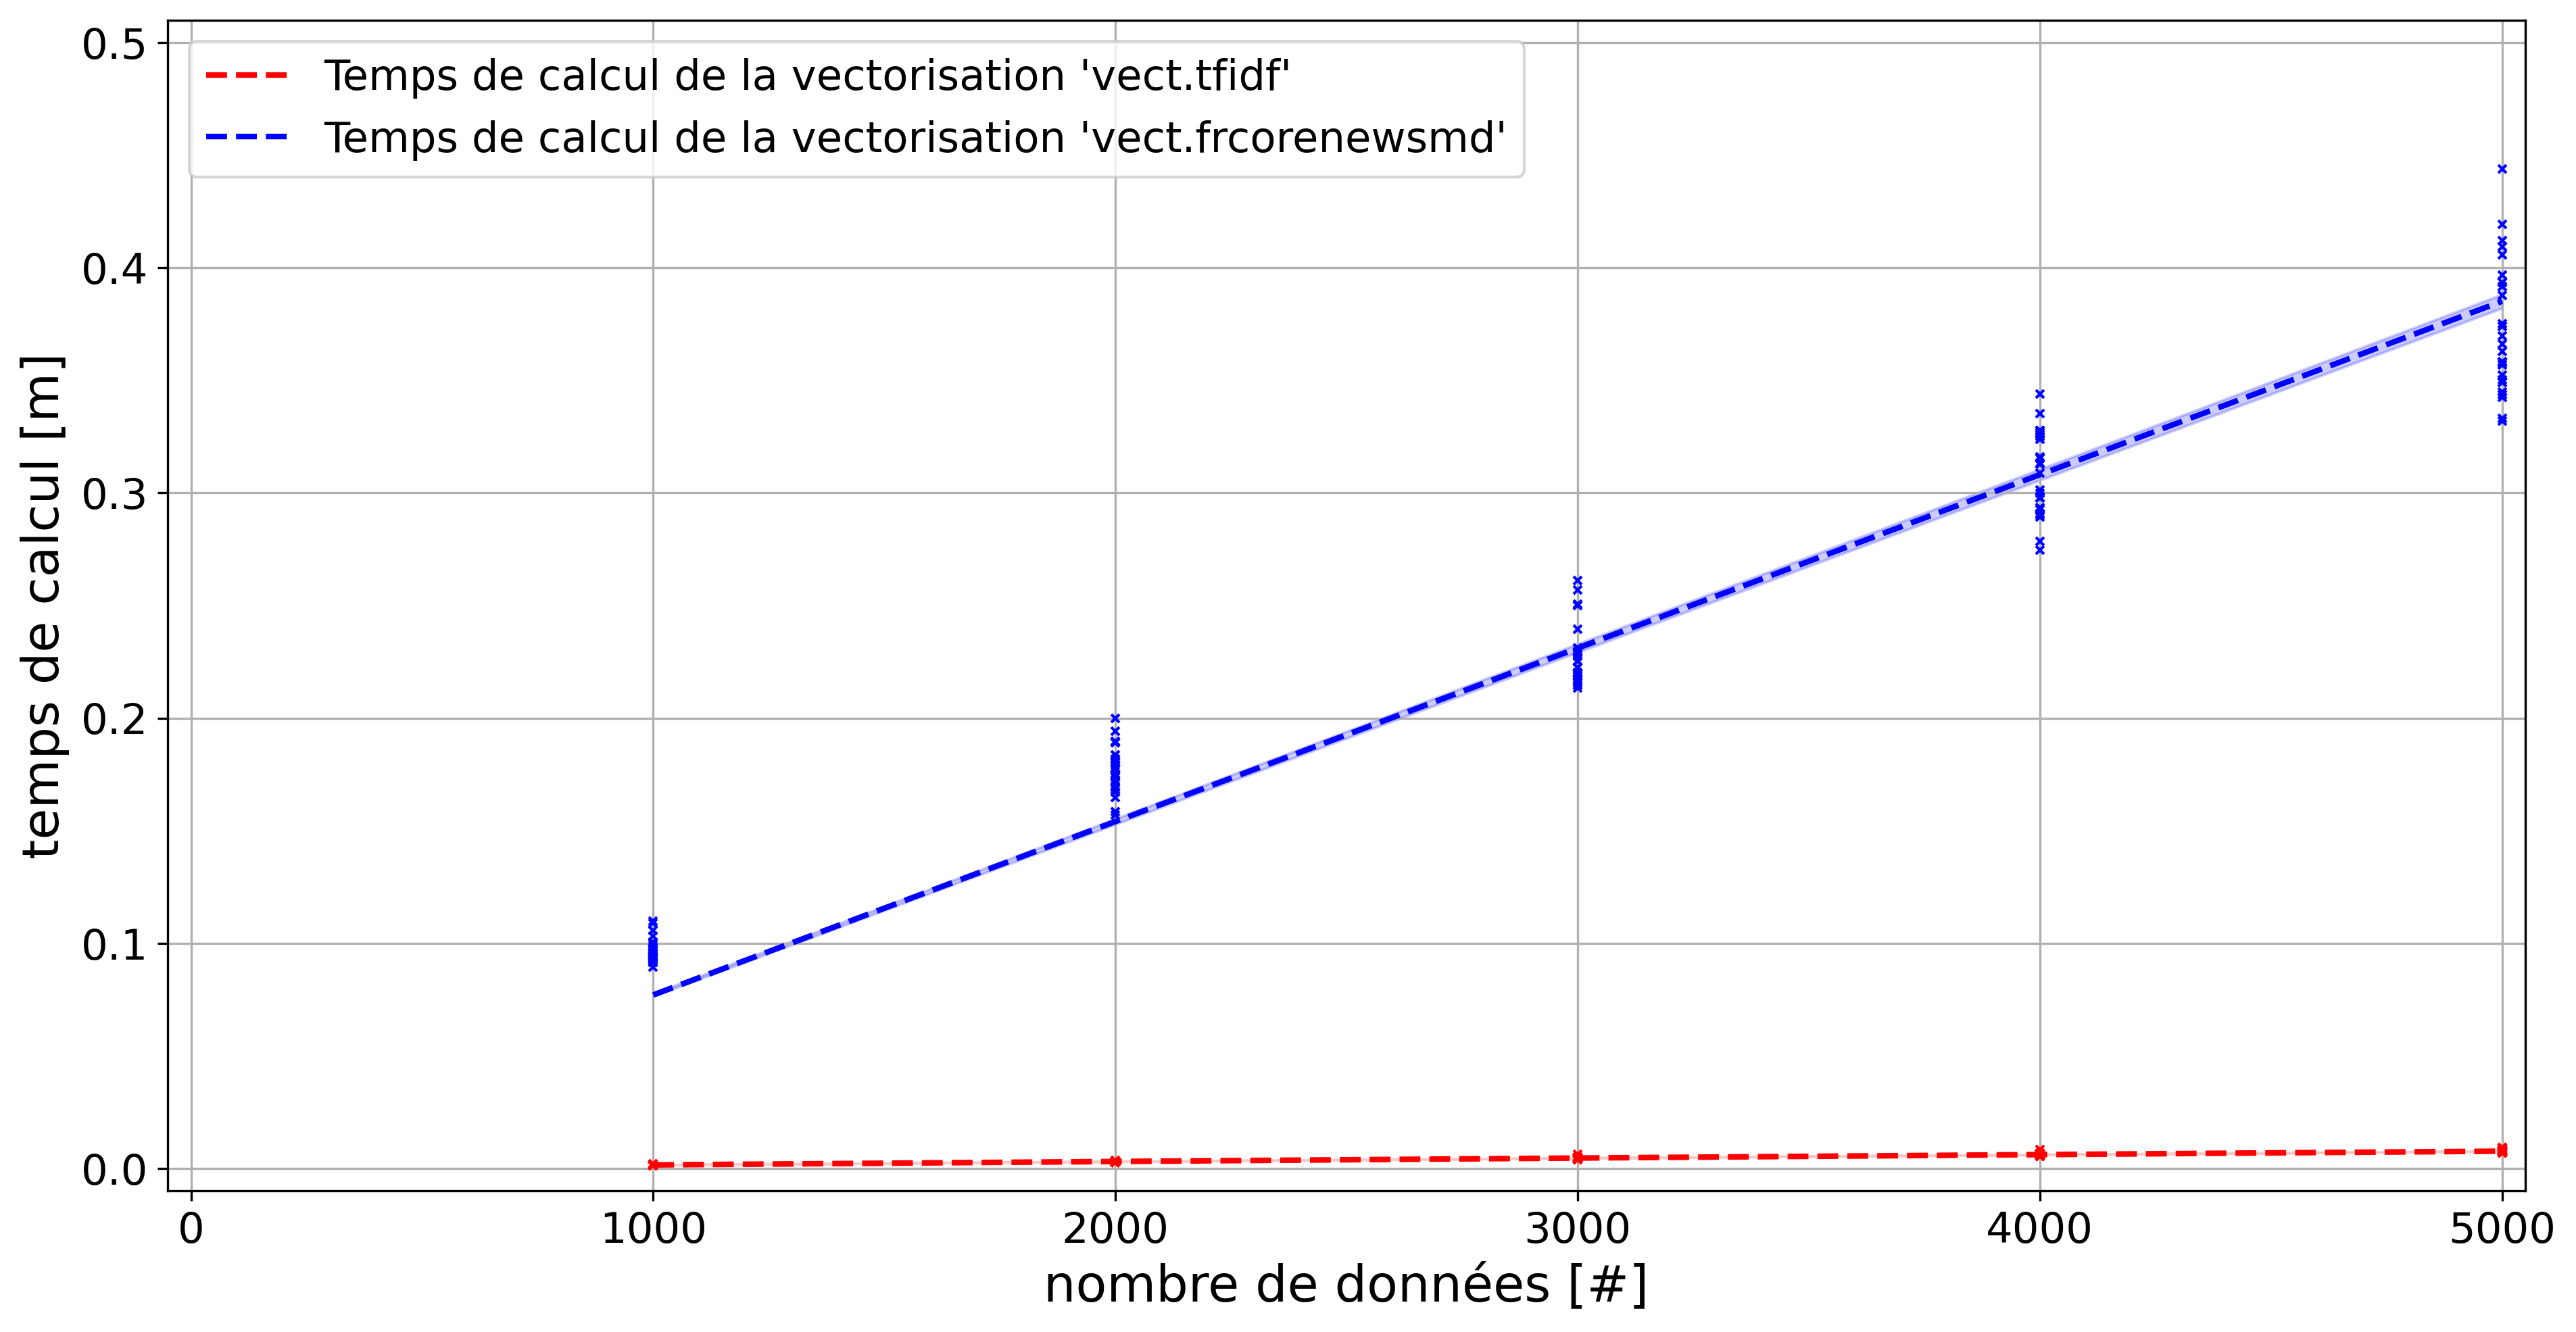 Temps de calcul de la vectorisation 'vect.tfidf'
Temps de calcul de la vectorisation 'vect.frcorenewsmd'
temps de calcul [m]
0.5
0.4
0.3
0.2
0.1
0.0
0 1000 2000 3000 4000 5000
nombre de données [#]